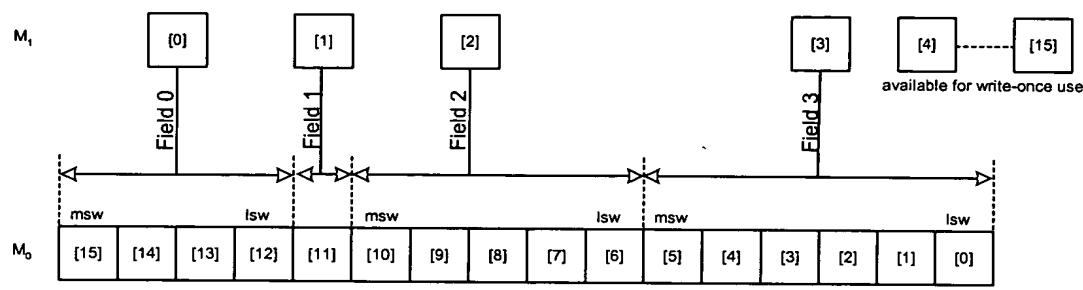 M₁ [0] [1] [2] [3] [4] [15]
available for write-once use
Field 0 Field 1 Field 2 Field 3
msw lsw msw lsw msw lsw
M₀ [15] [14] [13] [12] [11] [10] [9] [8] [7] [6] [5] [4] [3] [2] [1] [0]